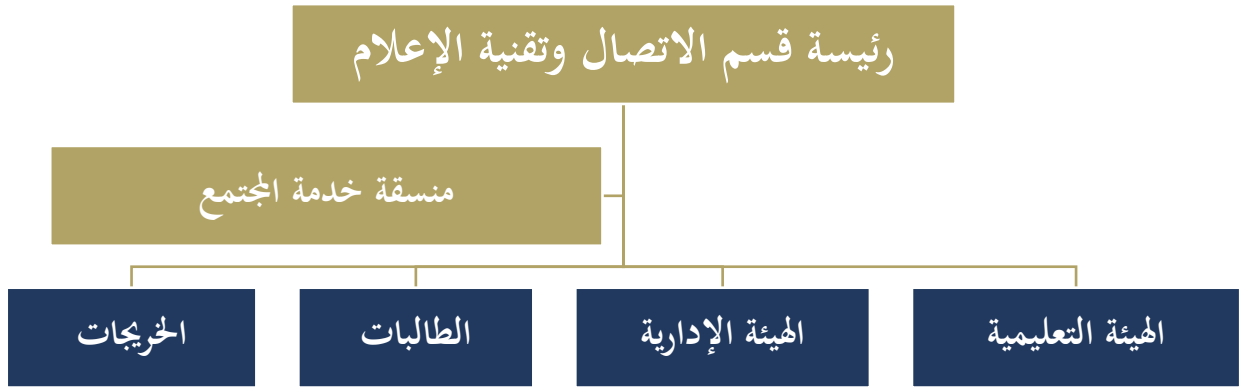 رئيسة قسم الاتصال وتقنية الإعلام
منسقة خدمة المجتمع
الهيئة التعليمية
الهيئة الإدارية
الطالبات
الخريجات